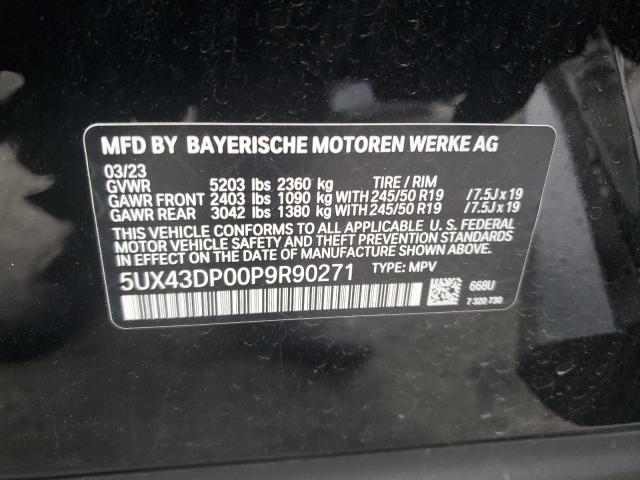 MFD BY BAYERISCHE MOTOREN WERKE AG
03/23
GVWR 5203 lbs 2360 kg TIRE / RIM
GAWR FRONT 2403 lbs 1090 kg WITH 245/50 R19 /7.5J x 19
GAWR REAR 3042 lbs 1380 kg WITH 245/50 R19 /7.5J x 19
THIS VEHICLE CONFORMS TO ALL APPLICABLE U. S. FEDERAL
MOTOR VEHICLE SAFETY AND THEFT PREVENTION STANDARDS
IN EFFECT ON THE DATE OF MANUFACTURE SHOWN ABOVE.
5UX43DP00P9R90271 TYPE: MPV
668U
7 320 730